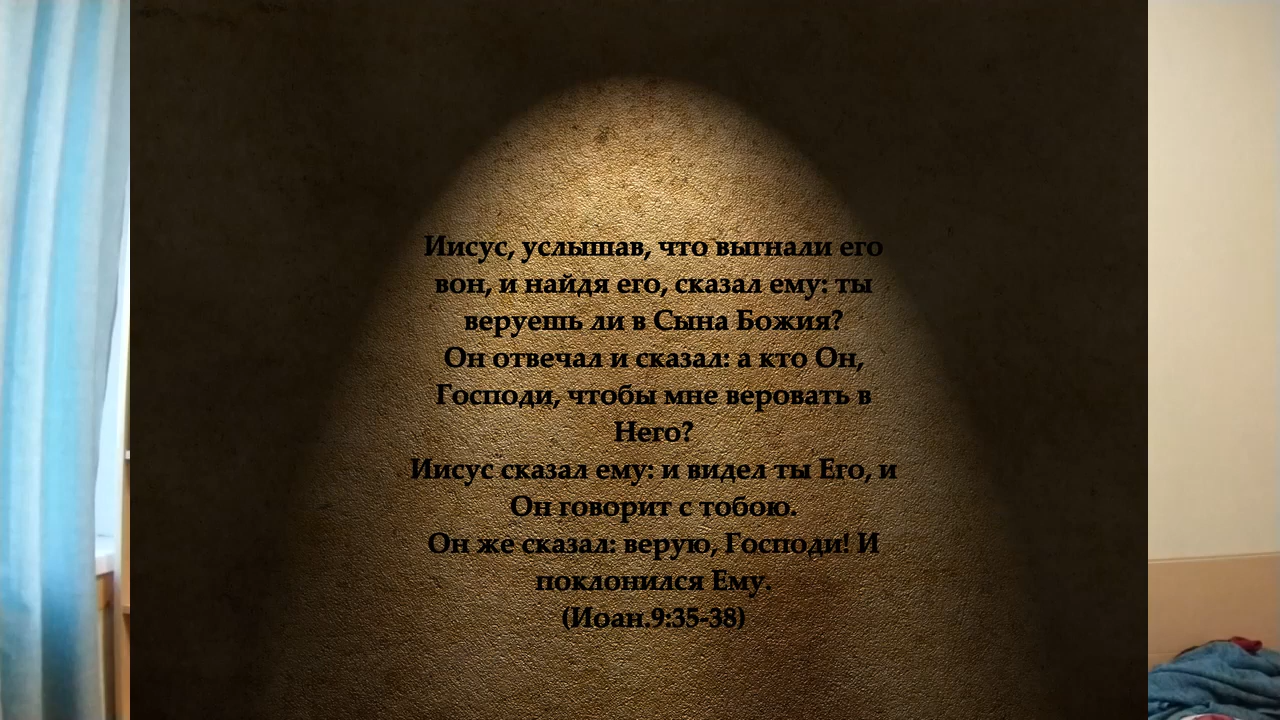 Иисус, услышав, что выгнали его
вон, и найдя его, сказал ему: ты
веруешь ли в Сына Божия?
Он отвечал и сказал: а кто Он,
Господи, чтобы мне веровать в
Него?
Иисус сказал ему: и видел ты Его, и
Он говорит с тобою.
Он же сказал: верую, Господи! И
поклонился Ему.
(Иоан.9:35-38)